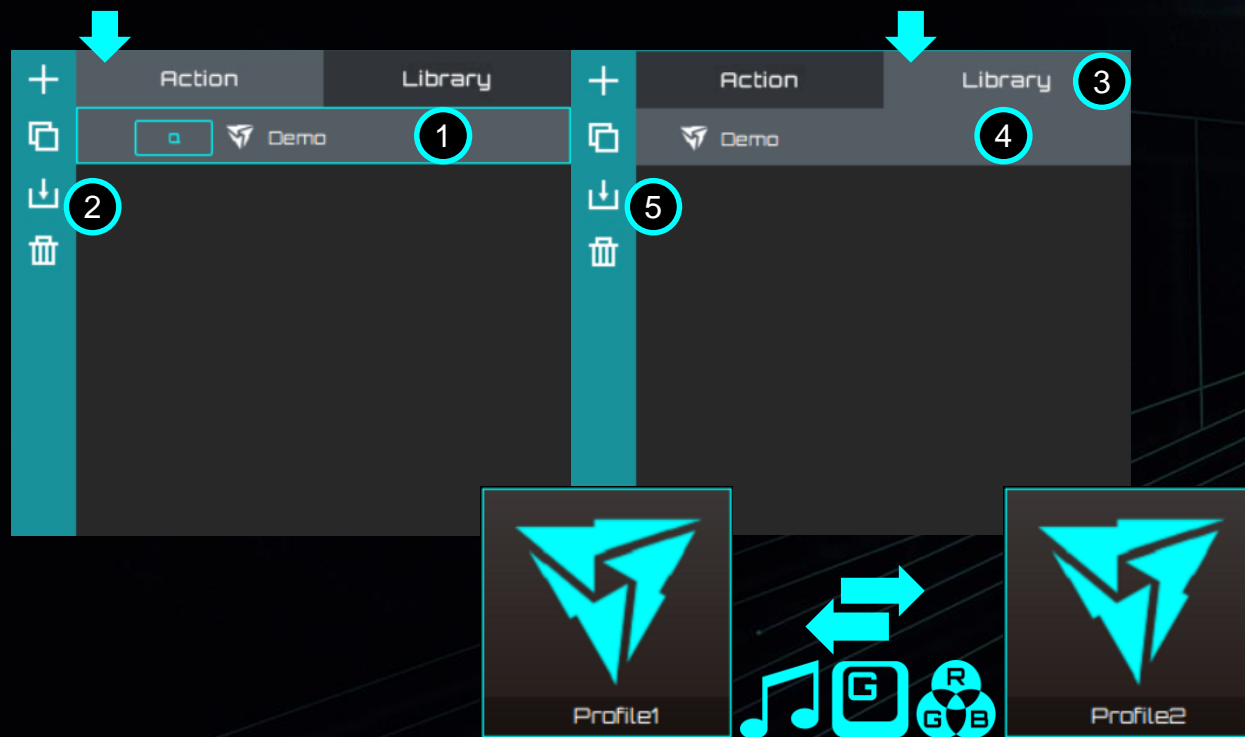 Action Library
1
Demo
2
Action Library 3
4
Demo
5
Profile1
G
R
G B
Profile2